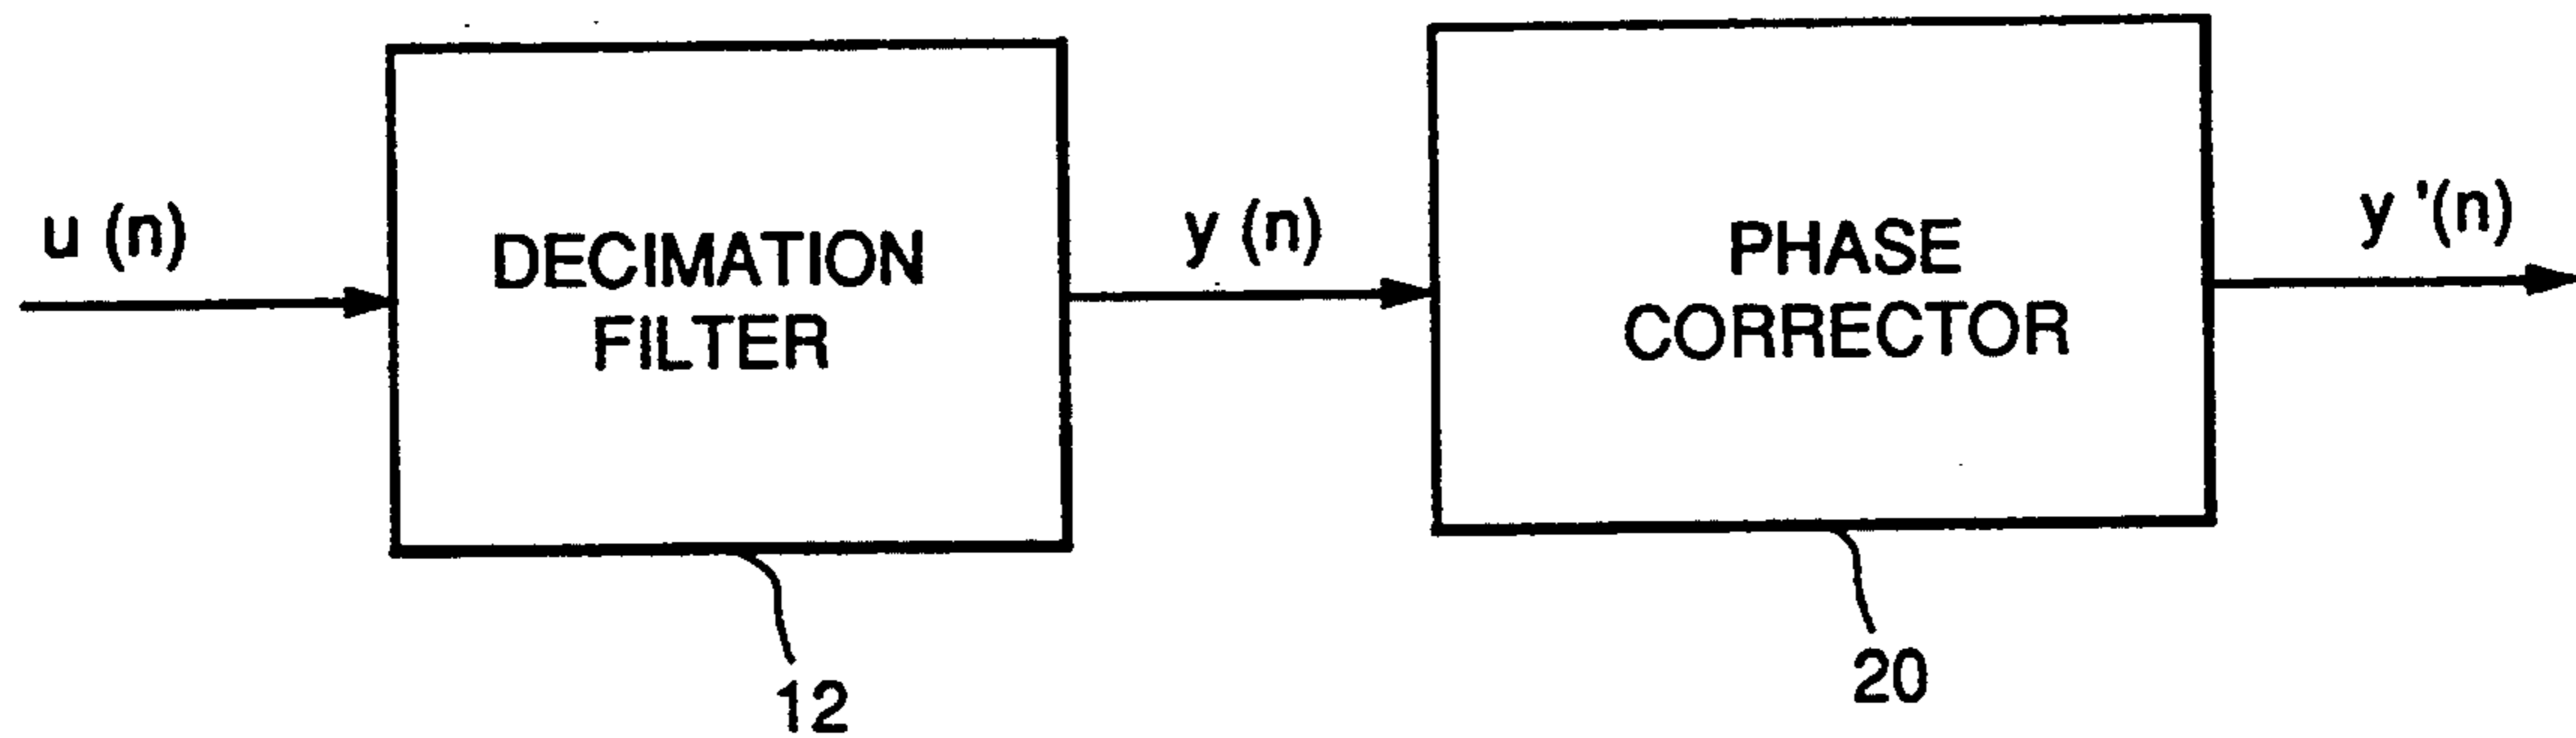 u (n)
DECIMATION
FILTER
12
y (n)
PHASE
CORRECTOR
20
y '(n)